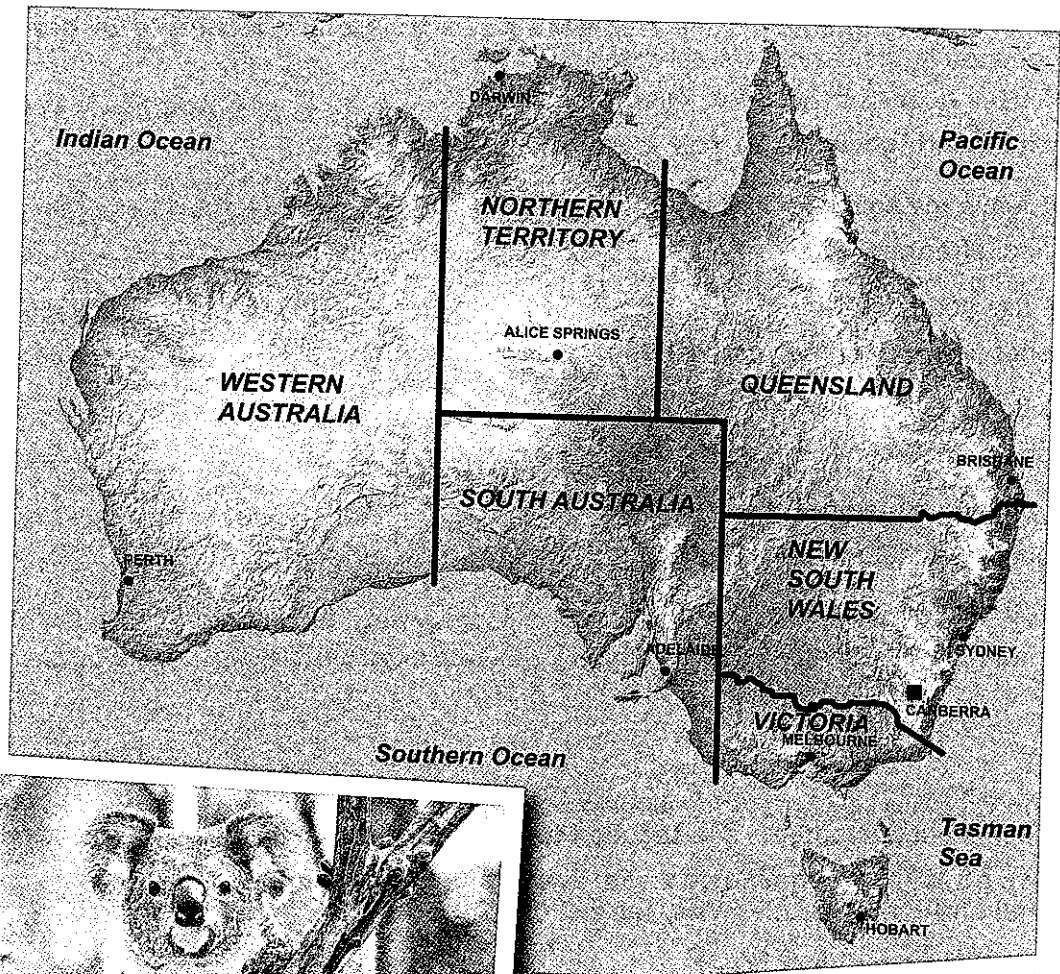 DARWIN
Indian Ocean
Pacific
Ocean
NORTHERN
TERRITORY
ALICE SPRINGS
WESTERN
AUSTRALIA
QUEENSLAND
BRISBANE
SOUTH AUSTRALIA
NEW
SOUTH
WALES
PERTH
ADELAIDE
SYDNEY
CANBERRA
VICTORIA
MELBOURNE
Southern Ocean
Tasman
Sea
HOBART